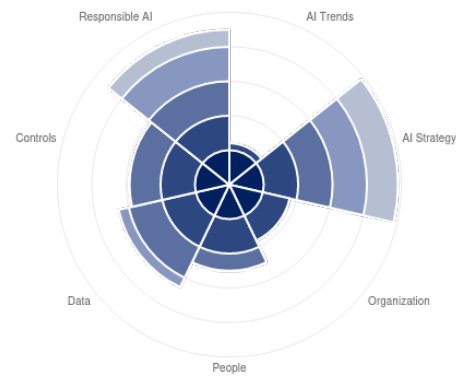 Responsible AI
AI Trends
Controls
AI Strategy
Data
Organization
People